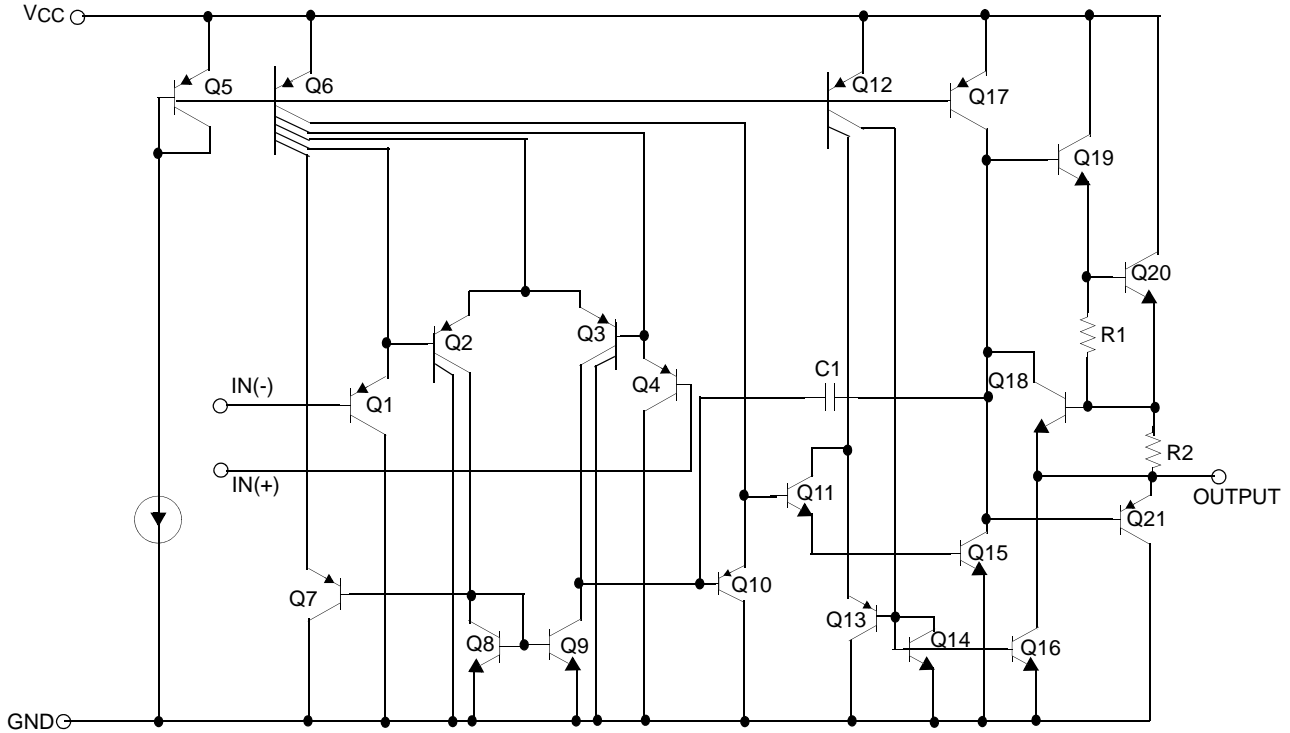 VCC
Q5
Q6
Q12
Q17
Q19
Q20
Q2
Q3
R1
C1
Q18
IN(-)
Q1
Q4
R2
IN(+)
Q11
OUTPUT
Q21
Q15
Q7
Q10
Q13
Q8
Q9
Q14
Q16
GND